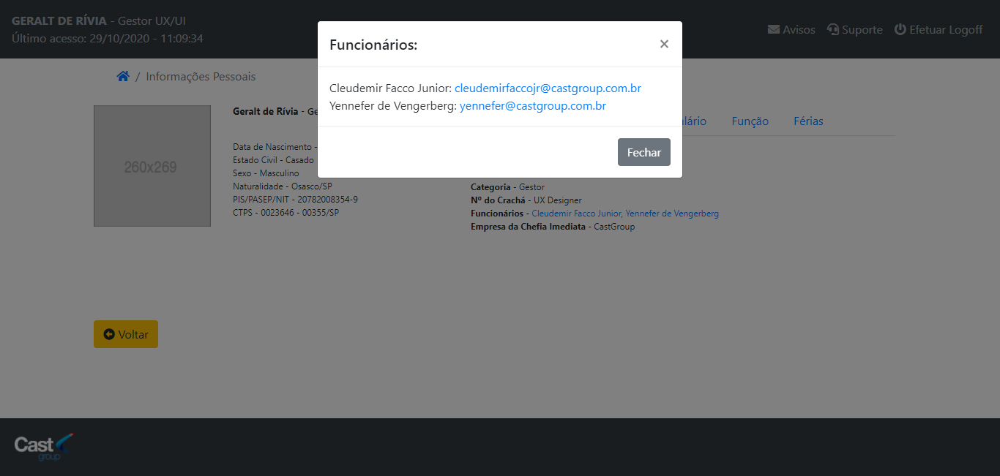 GERALT DE RÍVIA - Gestor UX/UI
Último acesso: 29/10/2020 - 11:09:34
Avisos
Suporte
Efetuar Logoff
Funcionários:
×
Cleudemir Facco Junior: cleudemirfaccojr@castgroup.com.br
Yennefer de Vengerberg: yennefer@castgroup.com.br
Fechar
/ Informações Pessoais
260x269
Geralt de Rívia - Ge
Data de Nascimento -
Estado Civil - Casado
Sexo - Masculino
Naturalidade - Osasco/SP
PIS/PASEP/NIT - 20782008354-9
CTPS - 0023646 - 00355/SP
Função
Férias
Categoria - Gestor
Nº do Crachá - UX Designer
Funcionários - Cleudemir Facco Junior, Yennefer de Vengerberg
Empresa da Chefia Imediata - CastGroup
Voltar
Cast
group